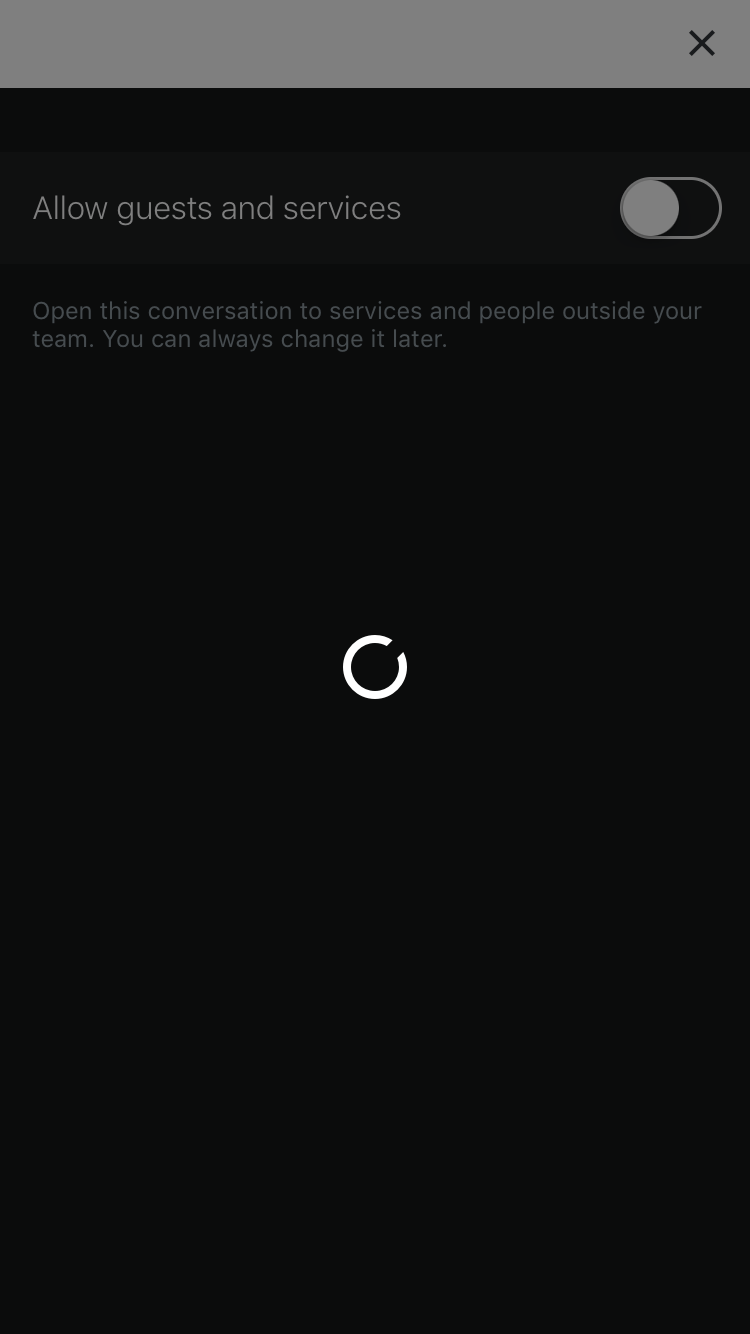 Allow guests and services
Open this conversation to services and people outside your
team. You can always change it later.